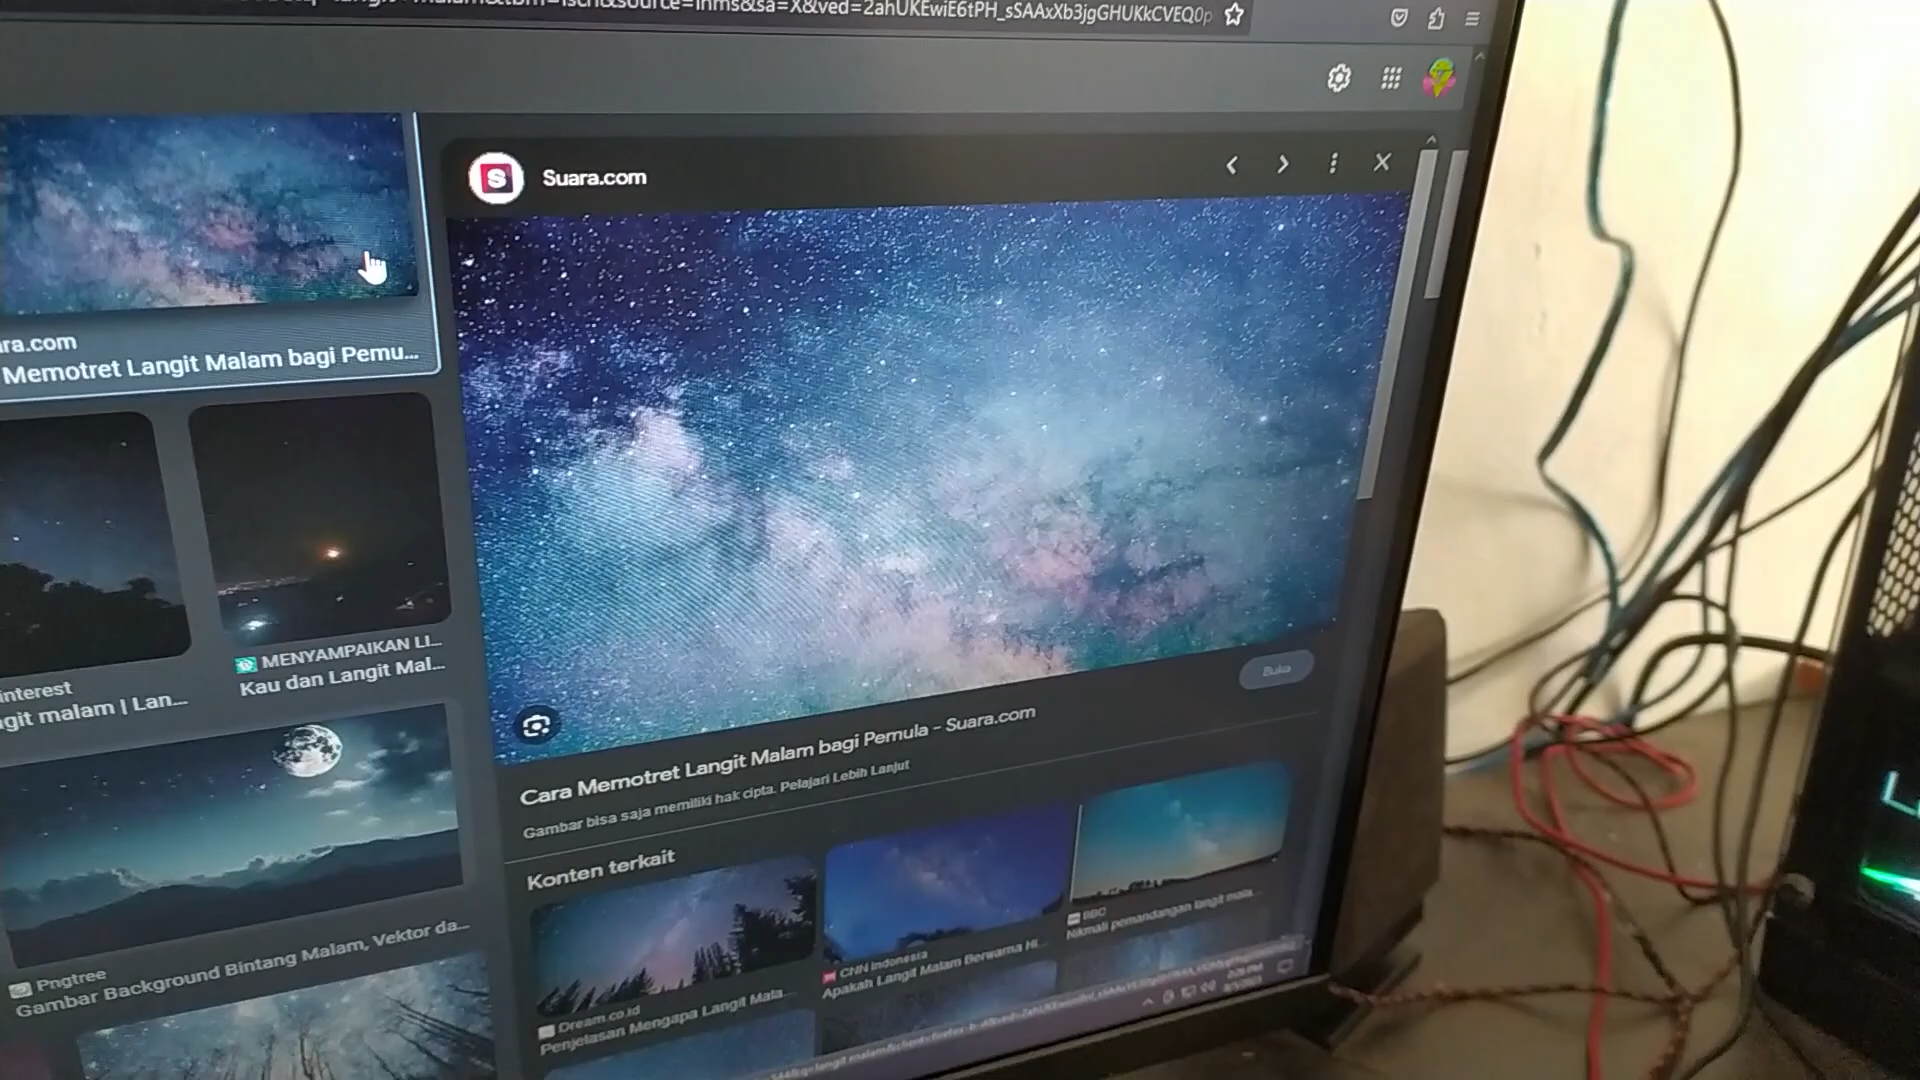 Suara.com
ra.com
Memotret Langit Malam bagi Pemu...
MENYAMPAIKAN LI...
Kau dan Langit Mal...
interest
git malam | Lan...
Buka
Cara Memotret Langit Malam bagi Pemula - Suara.com
Gambar bisa saja memiliki hak cipta. Pelajari Lebih Lanjut
Konten terkait
Pngtree
Gambar Background Bintang Malam, Vektor da...
Dream.co.id
Penjelasan Mengapa Langit Mala...
CNN Indonesia
Apakah Langit Malam Berwarna Hi...
BBC
Nikmati pemandangan langit mala...